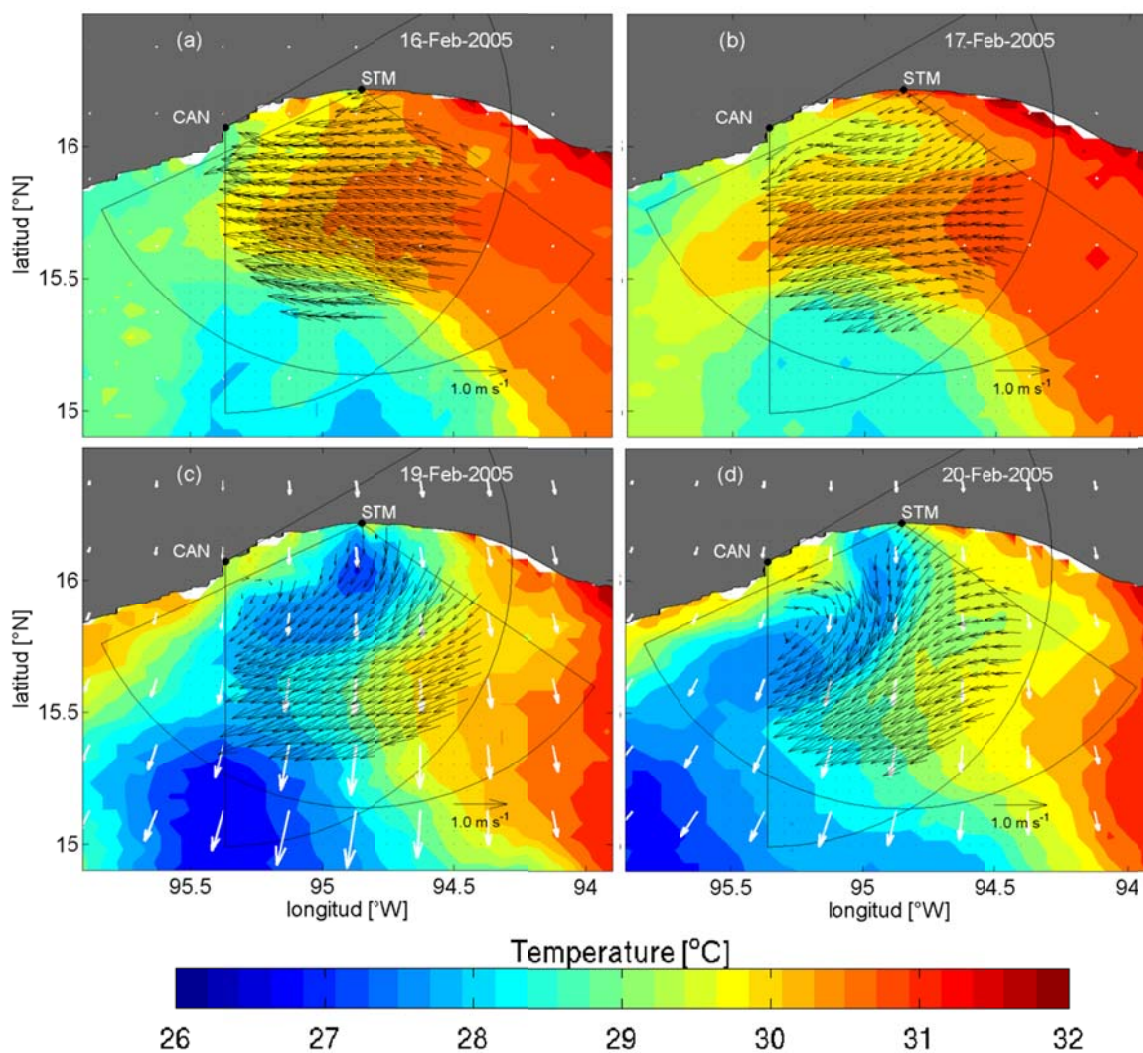 (a)
16-Feb-2005
STM
CAN
16
15.5
15
latitud [°N]
1.0 m s⁻¹
(b)
17-Feb-2005
STM
CAN
1.0 m s⁻¹
(c)
19-Feb-2005
STM
CAN
16
15.5
15
latitud [°N]
1.0 m s⁻¹
95.5 95 94.5 94
longitud [°W]
(d)
20-Feb-2005
STM
CAN
1.0 m s⁻¹
95.5 95 94.5 94
longitud [°W]
Temperature [°C]
26 27 28 29 30 31 32